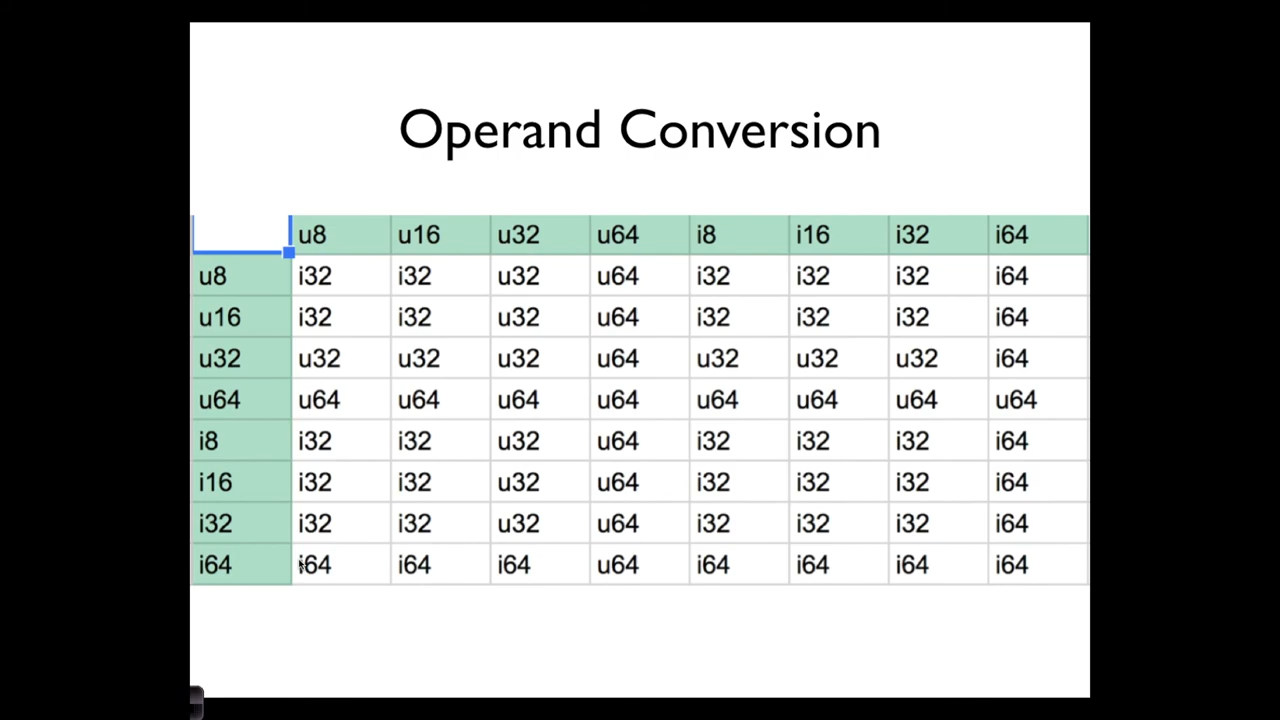 Operand Conversion
u8 u16 u32 u64 i8 i16 i32 i64
u8 i32 i32 u32 u64 i32 i32 i32 i64
u16 i32 i32 u32 u64 i32 i32 i32 i64
u32 u32 u32 u32 u64 u32 u32 u32 i64
u64 u64 u64 u64 u64 u64 u64 u64 u64
i8 i32 i32 u32 u64 i32 i32 i32 i64
i16 i32 i32 u32 u64 i32 i32 i32 i64
i32 i32 i32 u32 u64 i32 i32 i32 i64
i64 i64 i64 i64 u64 i64 i64 i64 i64